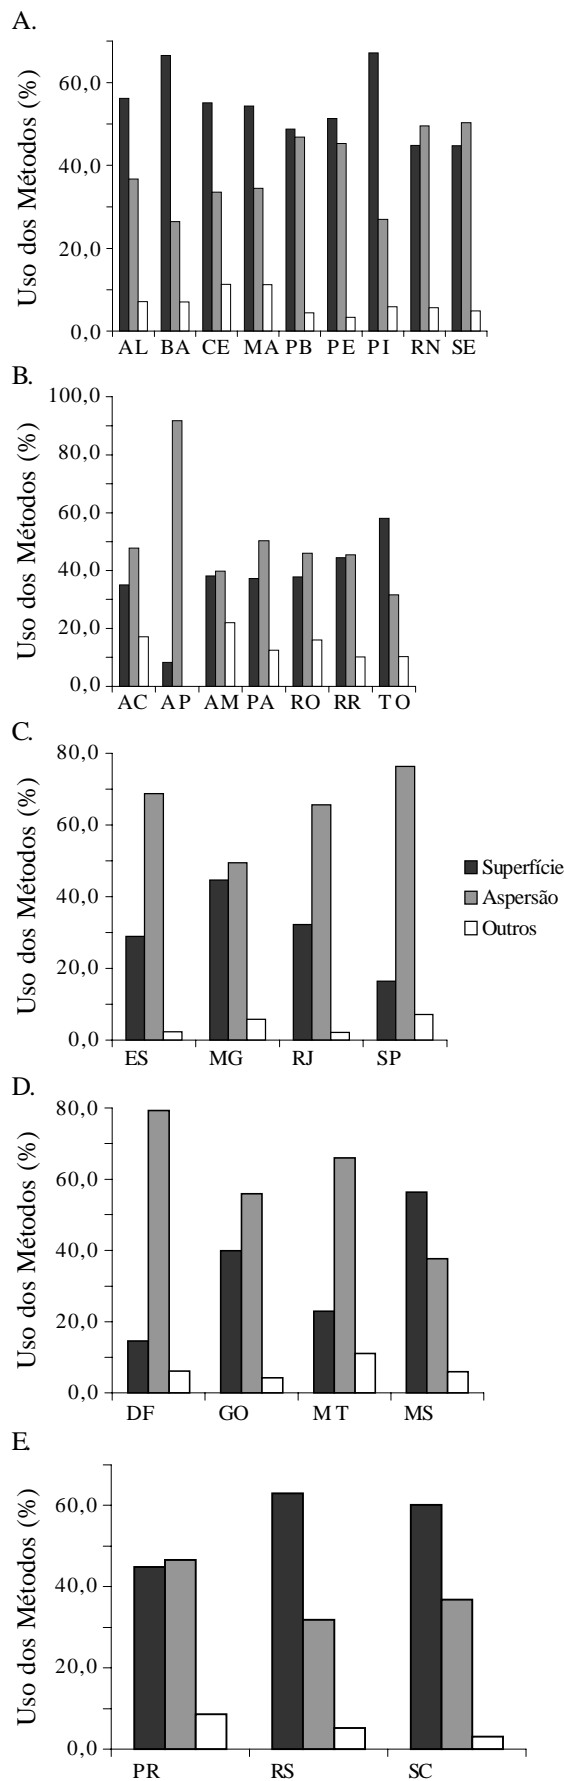 A.
Uso dos Métodos (%)
60,0
40,0
20,0
0,0
AL BA CE MA PB PE PI RN SE
B.
Uso dos Métodos (%)
100,0
80,0
60,0
40,0
20,0
0,0
AC AP AM PA RO RR TO
C.
Uso dos Métodos (%)
80,0
60,0
40,0
20,0
0,0
ES MG RJ SP
Superfície
Aspersão
Outros
D.
Uso dos Métodos (%)
80,0
60,0
40,0
20,0
0,0
DF GO MT MS
E.
Uso dos Métodos (%)
60,0
40,0
20,0
0,0
PR RS SC